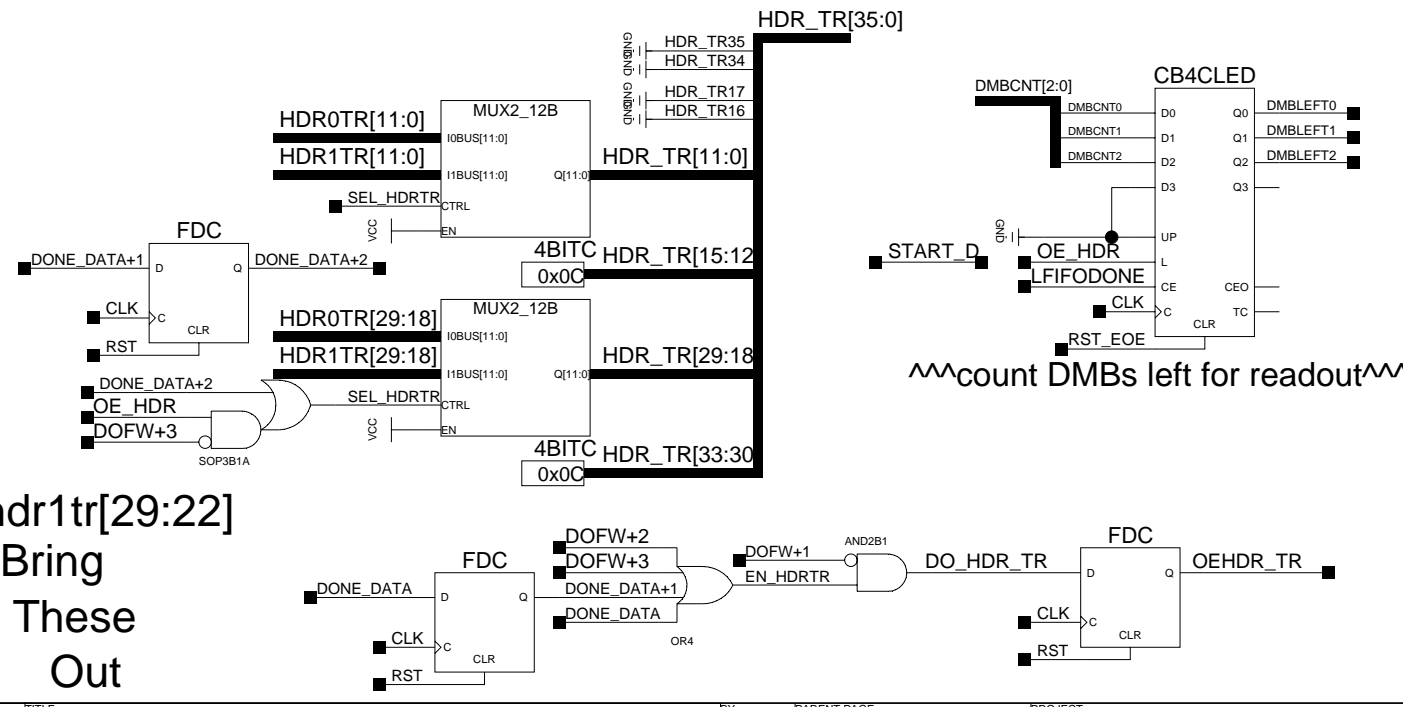 HDR_TR[35:0]
GND
HDR_TR35
GND
HDR_TR34
GND
HDR_TR17
GND
HDR_TR16
MUX2_12B
HDR0TR[11:0]
I0BUS[11:0]
HDR1TR[11:0]
I1BUS[11:0]
Q[11:0]
HDR_TR[11:0]
SEL_HDRTR
CTRL
VCC
EN
CB4CLED
DMBCNT[2:0]
DMBCNT0
D0
Q0
DMBLEFT0
DMBCNT1
D1
Q1
DMBLEFT1
DMBCNT2
D2
Q2
DMBLEFT2
D3
Q3
GND
UP
START_D
OE_HDR
L
LFIFODONE
CE
CEO
CLK
C
TC
CLR
RST_EOE
^^^count DMBs left for readout^^^
FDC
DONE_DATA+1
D
Q
DONE_DATA+2
CLK
C
CLR
RST
4BITC
0x0C
HDR_TR[15:12
MUX2_12B
HDR0TR[29:18]
I0BUS[11:0]
HDR1TR[29:18]
I1BUS[11:0]
Q[11:0]
HDR_TR[29:18
DONE_DATA+2
OE_HDR
DOFW+3
SOP3B1A
SEL_HDRTR
CTRL
VCC
EN
4BITC
0x0C
HDR_TR[33:30
hdr1tr[29:22]
Bring
These
Out
DONE_DATA
FDC
D
Q
CLK
C
CLR
RST
DOFW+2
DOFW+3
DONE_DATA+1
DONE_DATA
OR4
DOFW+1
EN_HDRTR
AND2B1
DO_HDR_TR
FDC
D
Q
OEHDR_TR
CLK
C
CLR
RST